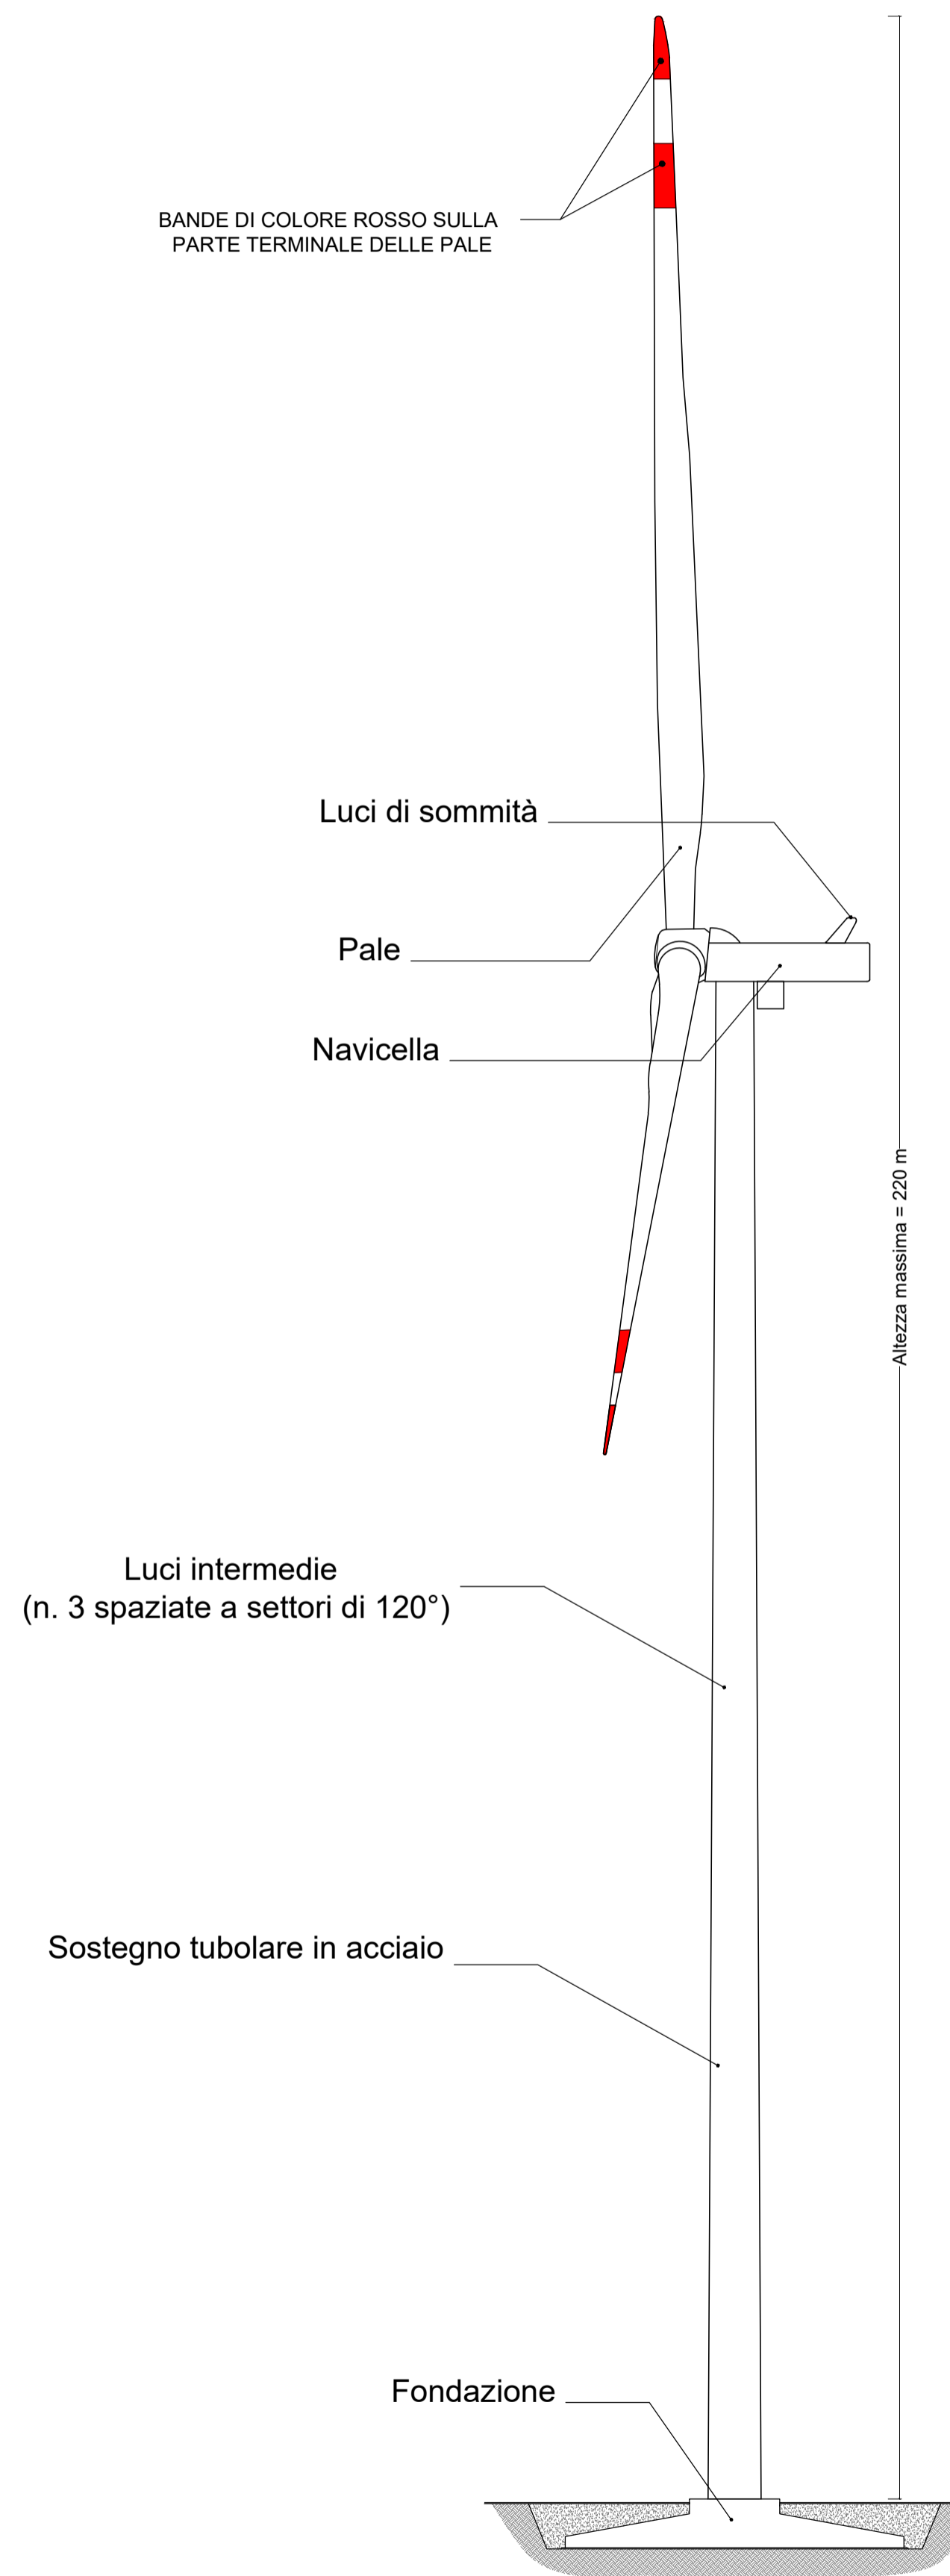 BANDE DI COLORE ROSSO SULLA
PARTE TERMINALE DELLE PALE
Luci di sommità
Pale
Navicella
Altezza massima = 220 m
Luci intermedie
(n. 3 spaziate a settori di 120°)
Sostegno tubolare in acciaio
Fondazione